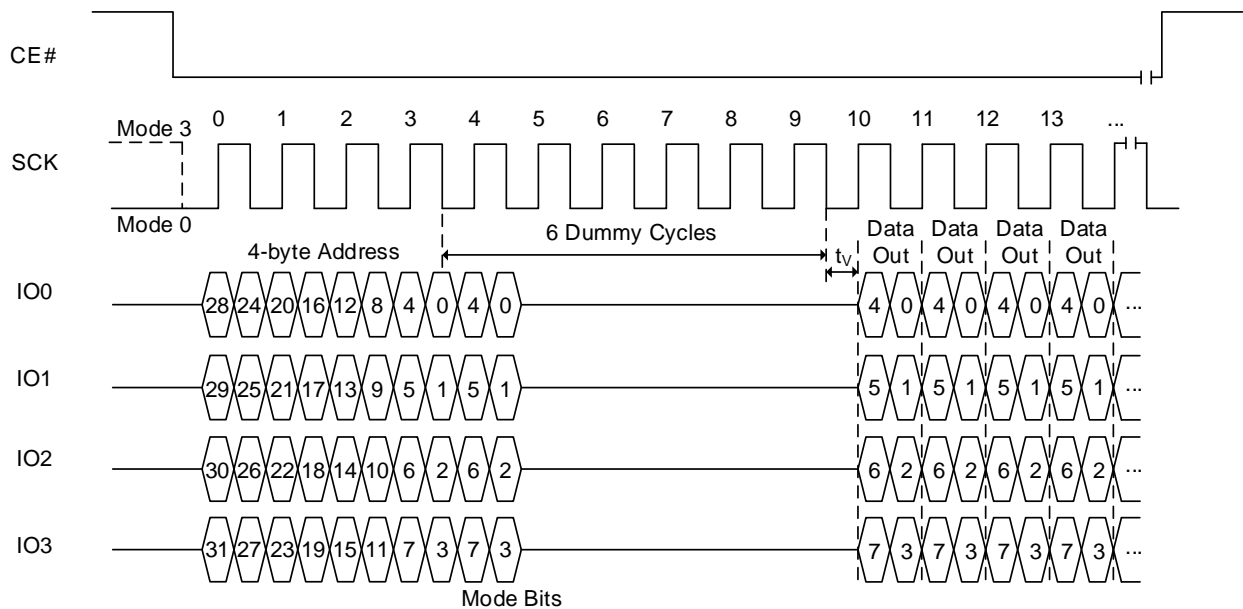 CE#
0 1 2 3 4 5 6 7 8 9 10 11 12 13 ...
Mode 3
SCK
Mode 0
6 Dummy Cycles
4-byte Address
tV
Data Out Data Out Data Out Data Out
IO0 28 24 20 16 12 8 4 0 4 0 4 0 4 0 4 0 4 0 ...
IO1 29 25 21 17 13 9 5 1 5 1 5 1 5 1 5 1 5 1 ...
IO2 30 26 22 18 14 10 6 2 6 2 6 2 6 2 6 2 6 2 ...
IO3 31 27 23 19 15 11 7 3 7 3 7 3 7 3 7 3 7 3 ...
Mode Bits